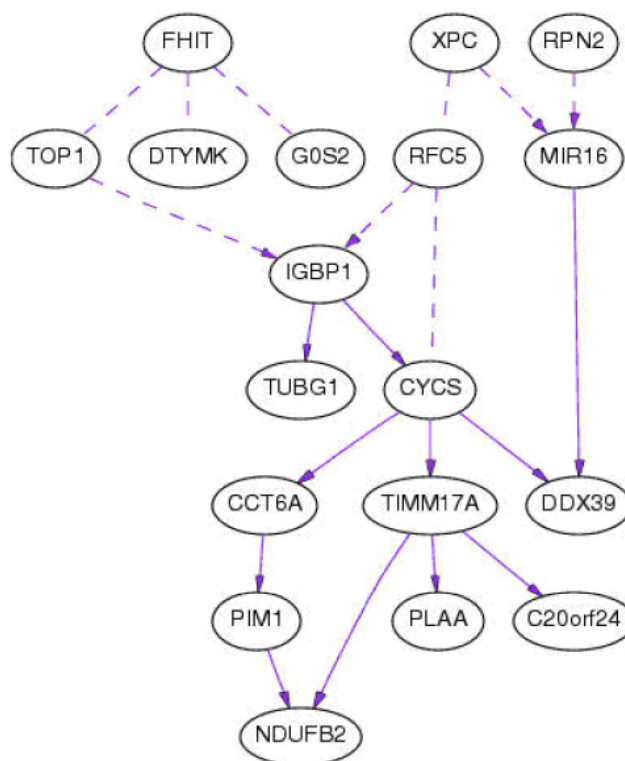 FHIT
XPC
RPN2
TOP1
DTYMK
G0S2
RFC5
MIR16
IGBP1
TUBG1
CYCS
CCT6A
TIMM17A
DDX39
PIM1
PLAA
C20orf24
NDUFB2